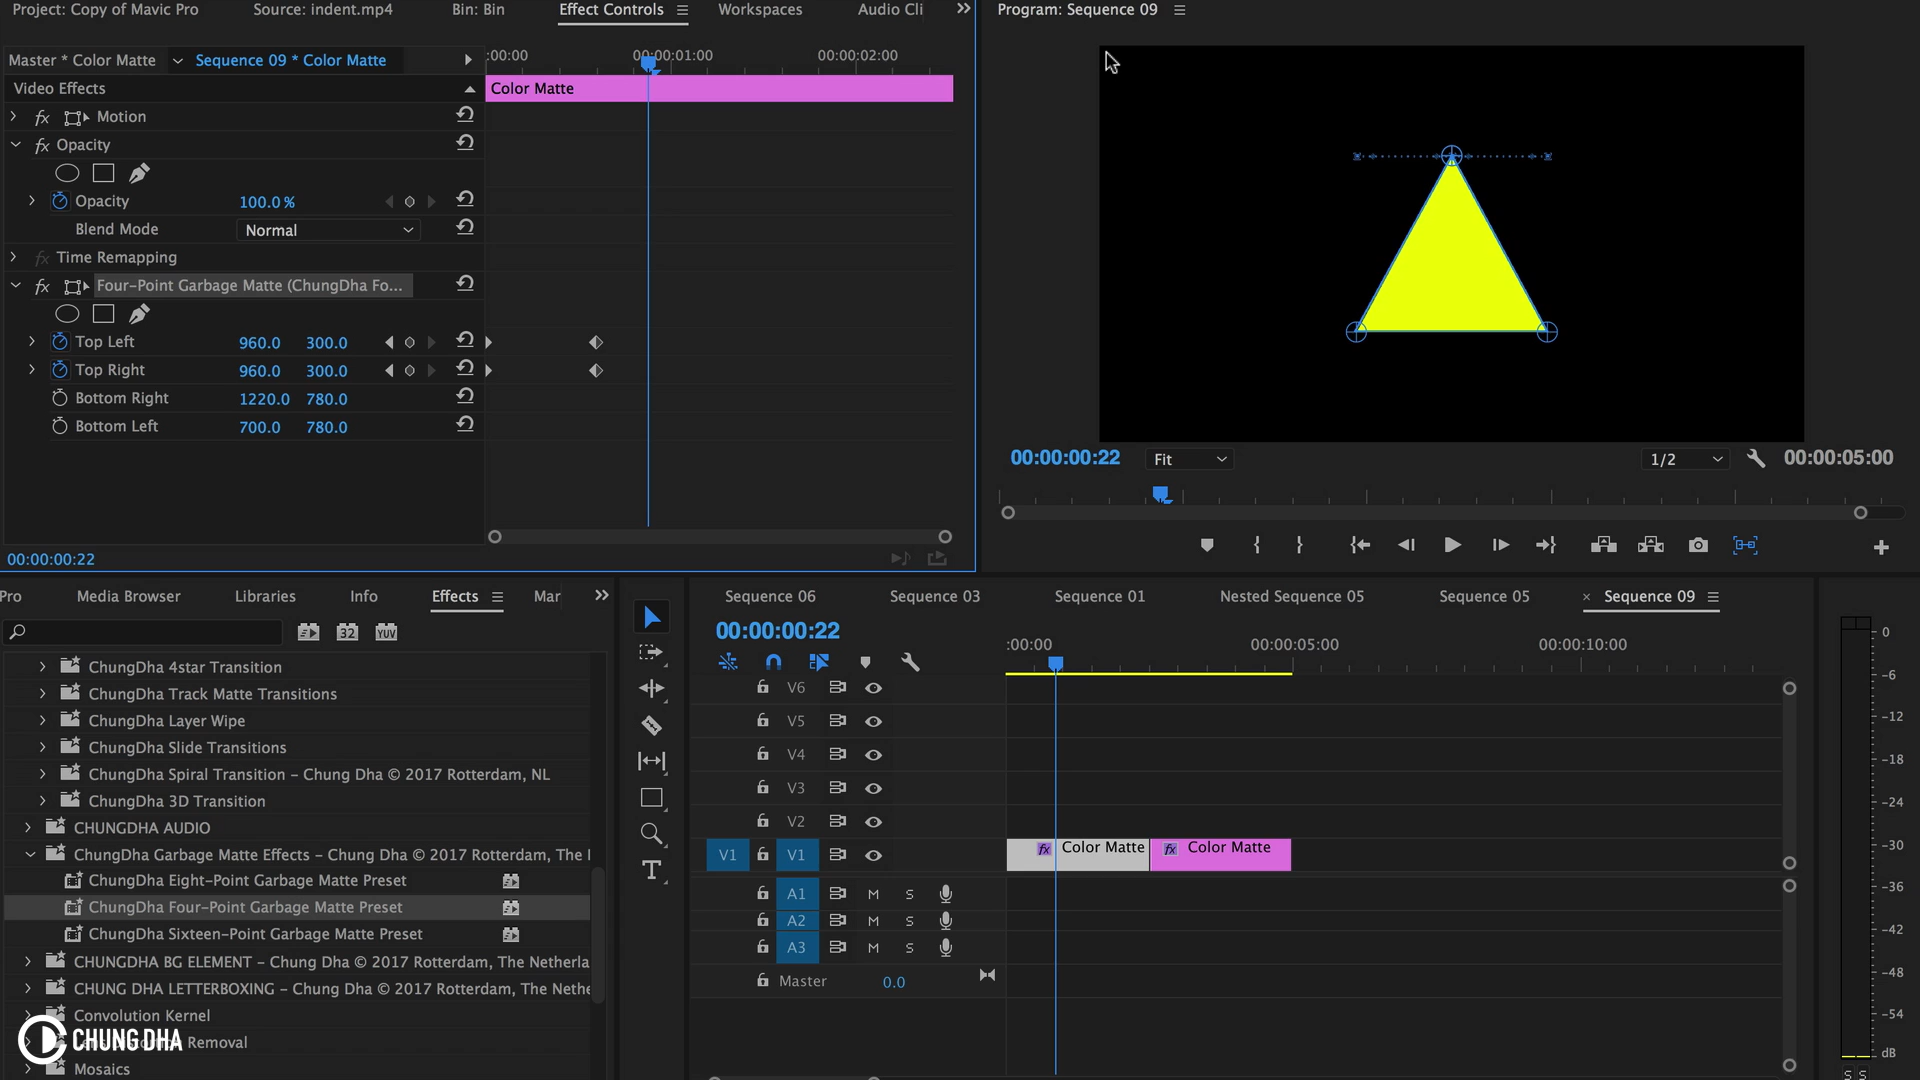 Project: Copy of Mavic Pro
Source: indent.mp4
Bin: Bin
Effect Controls
Workspaces
Audio Cli
Program: Sequence 09
Master * Color Matte
Sequence 09 * Color Matte
:00:00
00:00:01:00
00:00:02:00
Video Effects
Color Matte
fx Motion
fx Opacity
Opacity 100.0 %
Blend Mode Normal
fx Time Remapping
fx Four-Point Garbage Matte (ChungDha Fo...
Top Left 960.0 300.0
Top Right 960.0 300.0
Bottom Right 1220.0 780.0
Bottom Left 700.0 780.0
00:00:00:22
00:00:00:22
Fit
1/2
00:00:05:00
Pro
Media Browser
Libraries
Info
Effects
Mar
32
YUV
ChungDha 4star Transition
ChungDha Track Matte Transitions
ChungDha Layer Wipe
ChungDha Slide Transitions
ChungDha Spiral Transition – Chung Dha © 2017 Rotterdam, NL
ChungDha 3D Transition
CHUNGDHA AUDIO
ChungDha Garbage Matte Effects – Chung Dha © 2017 Rotterdam, The I
ChungDha Eight-Point Garbage Matte Preset
ChungDha Four-Point Garbage Matte Preset
ChungDha Sixteen-Point Garbage Matte Preset
CHUNGDHA BG ELEMENT – Chung Dha © 2017 Rotterdam, The Netherla
CHUNG DHA LETTERBOXING – Chung Dha © 2017 Rotterdam, The Nethe
Convolution Kernel
Removal
Mosaics
CHUNG DHA
Sequence 06
Sequence 03
Sequence 01
Nested Sequence 05
Sequence 05
× Sequence 09
00:00:00:22
:00:00
00:00:05:00
00:00:10:00
V6
V5
V4
V3
V2
V1 V1
fx Color Matte
fx Color Matte
A1 M S
A2 M S
A3 M S
Master 0.0
0
-6
-12
-18
-24
-30
-36
-42
-48
-54
dB
S S